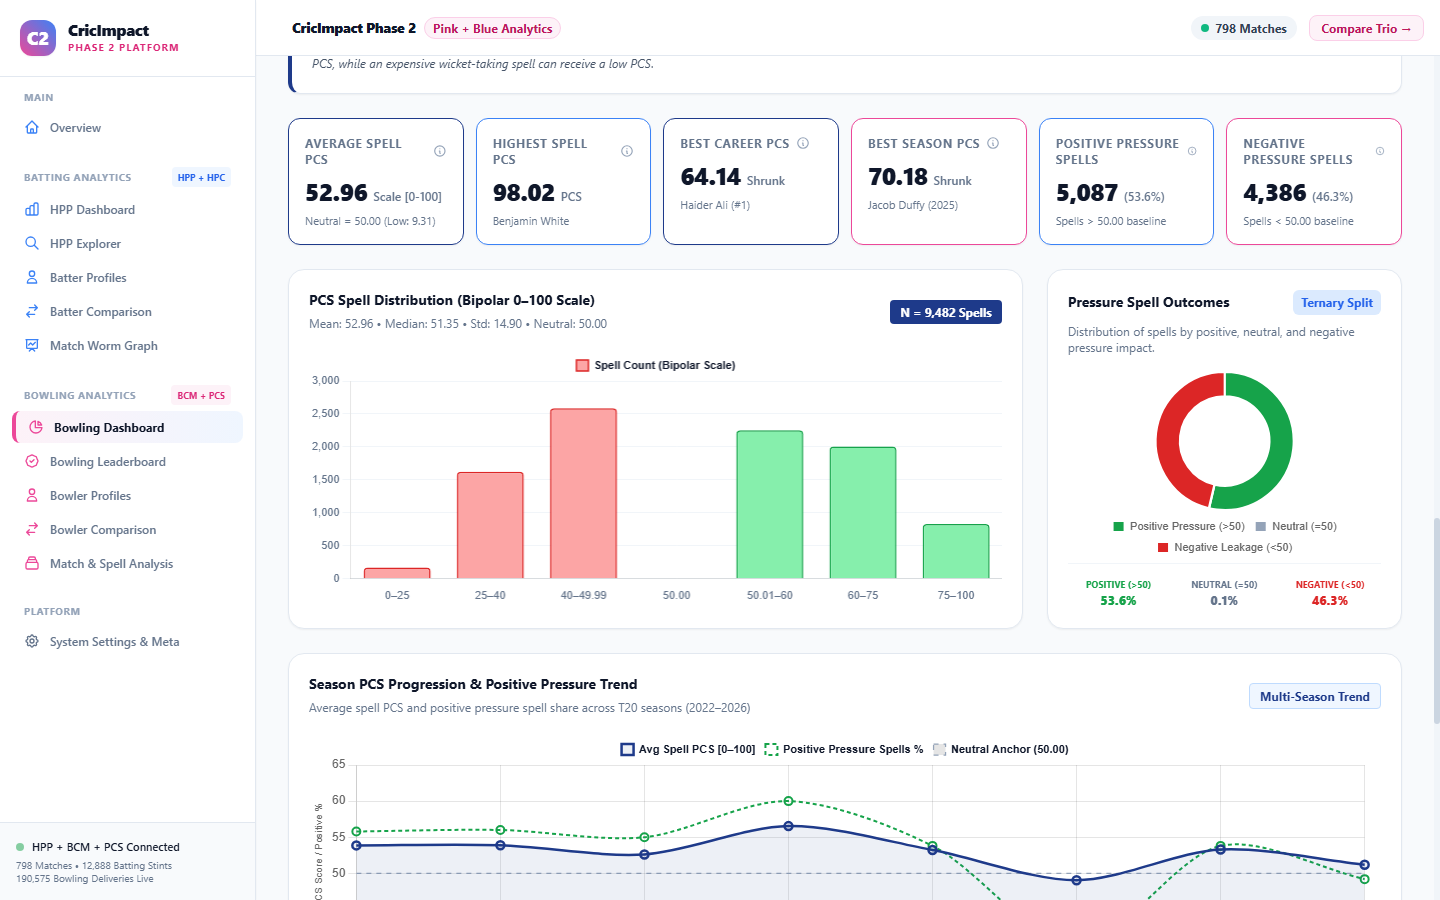 C2
CricImpact
PHASE 2 PLATFORM
MAIN
Overview
BATTING ANALYTICS
HPP + HPC
HPP Dashboard
HPP Explorer
Batter Profiles
Batter Comparison
Match Worm Graph
BOWLING ANALYTICS
BCM + PCS
Bowling Dashboard
Bowling Leaderboard
Bowler Profiles
Bowler Comparison
Match & Spell Analysis
PLATFORM
System Settings & Meta
HPP + BCM + PCS Connected
798 Matches • 12,888 Batting Stints
190,575 Bowling Deliveries Live
CricImpact Phase 2
Pink + Blue Analytics
798 Matches
Compare Trio →
PCS, while an expensive wicket-taking spell can receive a low PCS.
AVERAGE SPELL
PCS
52.96 Scale [0-100]
Neutral = 50.00 (Low: 9.31)
HIGHEST SPELL
PCS
98.02 PCS
Benjamin White
BEST CAREER PCS
64.14 Shrunk
Haider Ali (#1)
BEST SEASON PCS
70.18 Shrunk
Jacob Duffy (2025)
POSITIVE PRESSURE
SPELLS
5,087 (53.6%)
Spells > 50.00 baseline
NEGATIVE
PRESSURE SPELLS
4,386 (46.3%)
Spells < 50.00 baseline
PCS Spell Distribution (Bipolar 0–100 Scale)
Mean: 52.96 • Median: 51.35 • Std: 14.90 • Neutral: 50.00
N = 9,482 Spells
Spell Count (Bipolar Scale)
3,000
2,500
2,000
1,500
1,000
500
0
0–25
25–40
40–49.99
50.00
50.01–60
60–75
75–100
Pressure Spell Outcomes
Ternary Split
Distribution of spells by positive, neutral, and negative
pressure impact.
Positive Pressure (>50)
Neutral (=50)
Negative Leakage (<50)
POSITIVE (>50)
53.6%
NEUTRAL (=50)
0.1%
NEGATIVE (<50)
46.3%
Season PCS Progression & Positive Pressure Trend
Average spell PCS and positive pressure spell share across T20 seasons (2022–2026)
Multi-Season Trend
Avg Spell PCS [0–100]
Positive Pressure Spells %
Neutral Anchor (50.00)
65
60
55
50
CS Score / Positive %